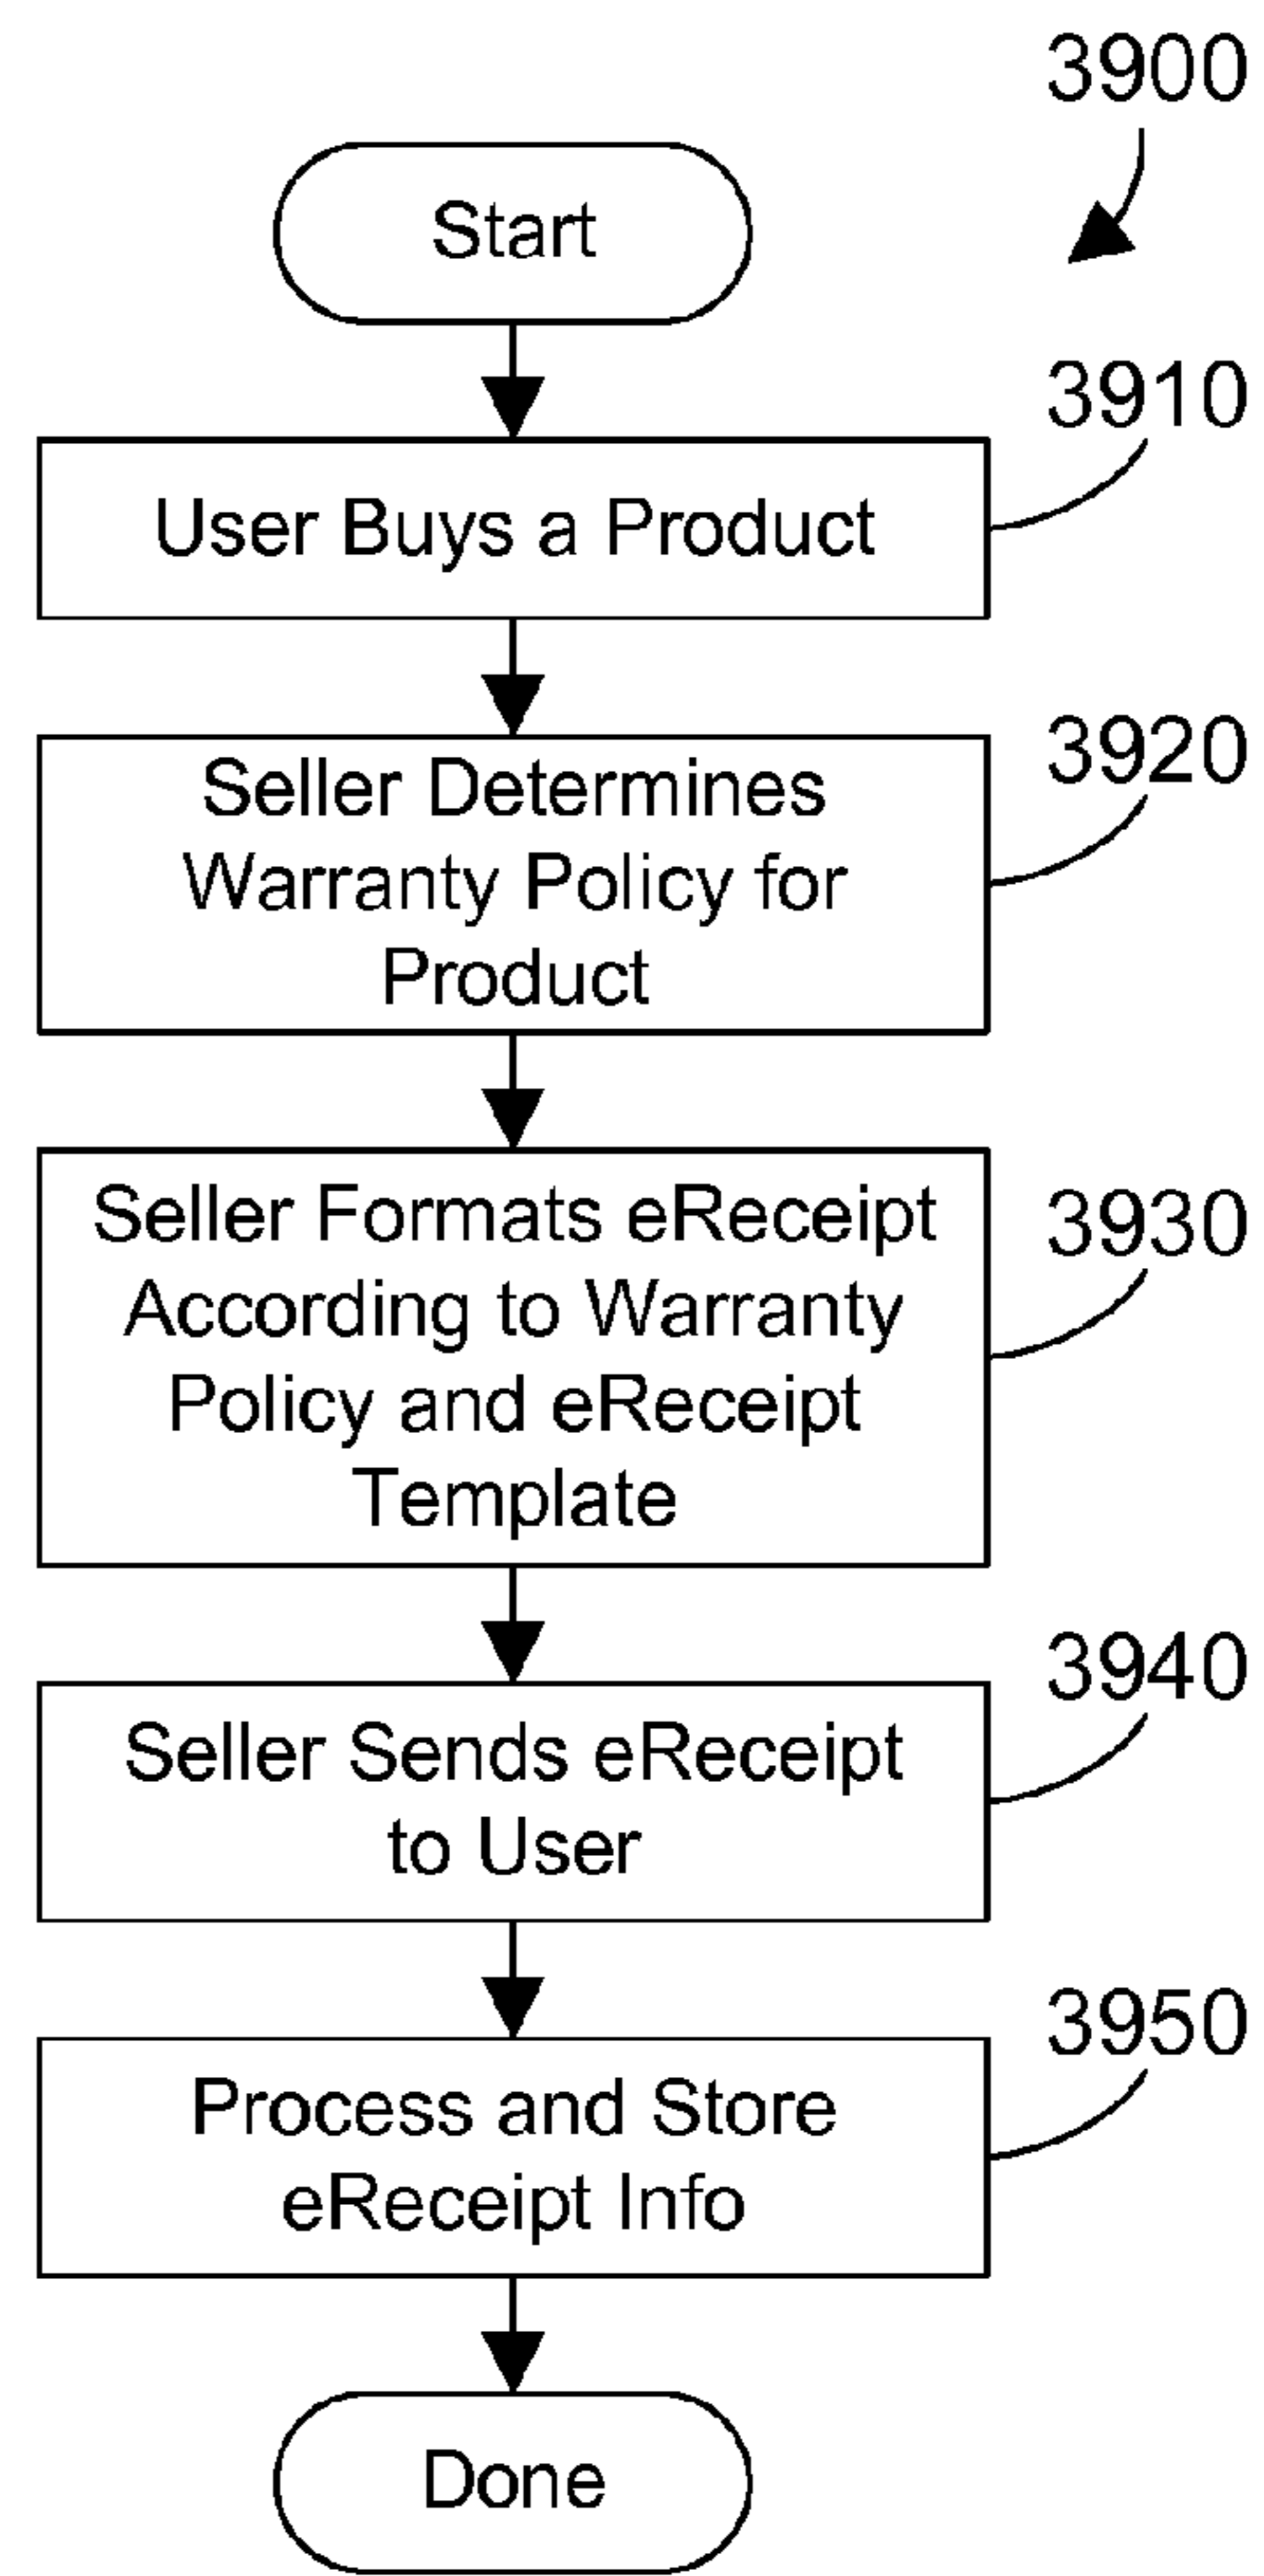 3900
Start
3910
User Buys a Product
3920
Seller Determines
Warranty Policy for
Product
3930
Seller Formats eReceipt
According to Warranty
Policy and eReceipt
Template
3940
Seller Sends eReceipt
to User
3950
Process and Store
eReceipt Info
Done